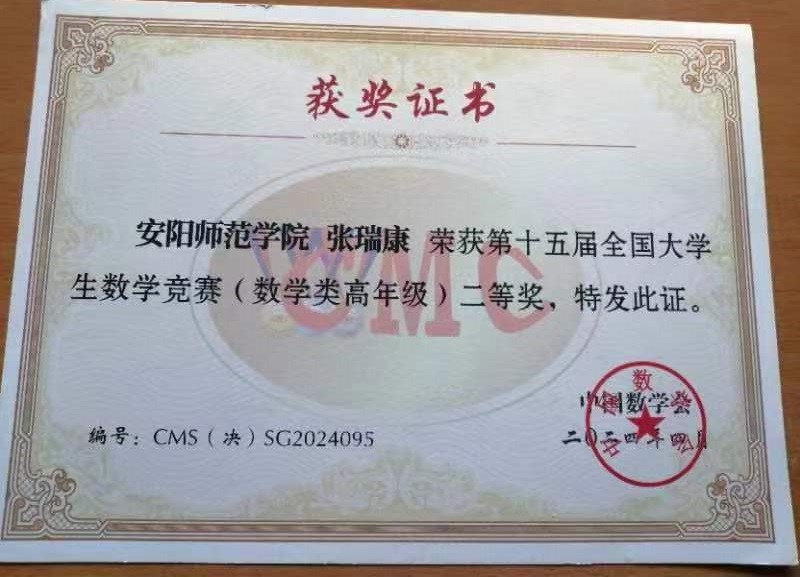 获奖证书
CMC
安阳师范学院 张瑞康 荣获第十五届全国大学
生数学竞赛（数学类高年级）二等奖，特发此证。
中国数学会
编号：CMS（决）SG2024095
二〇二四年四月